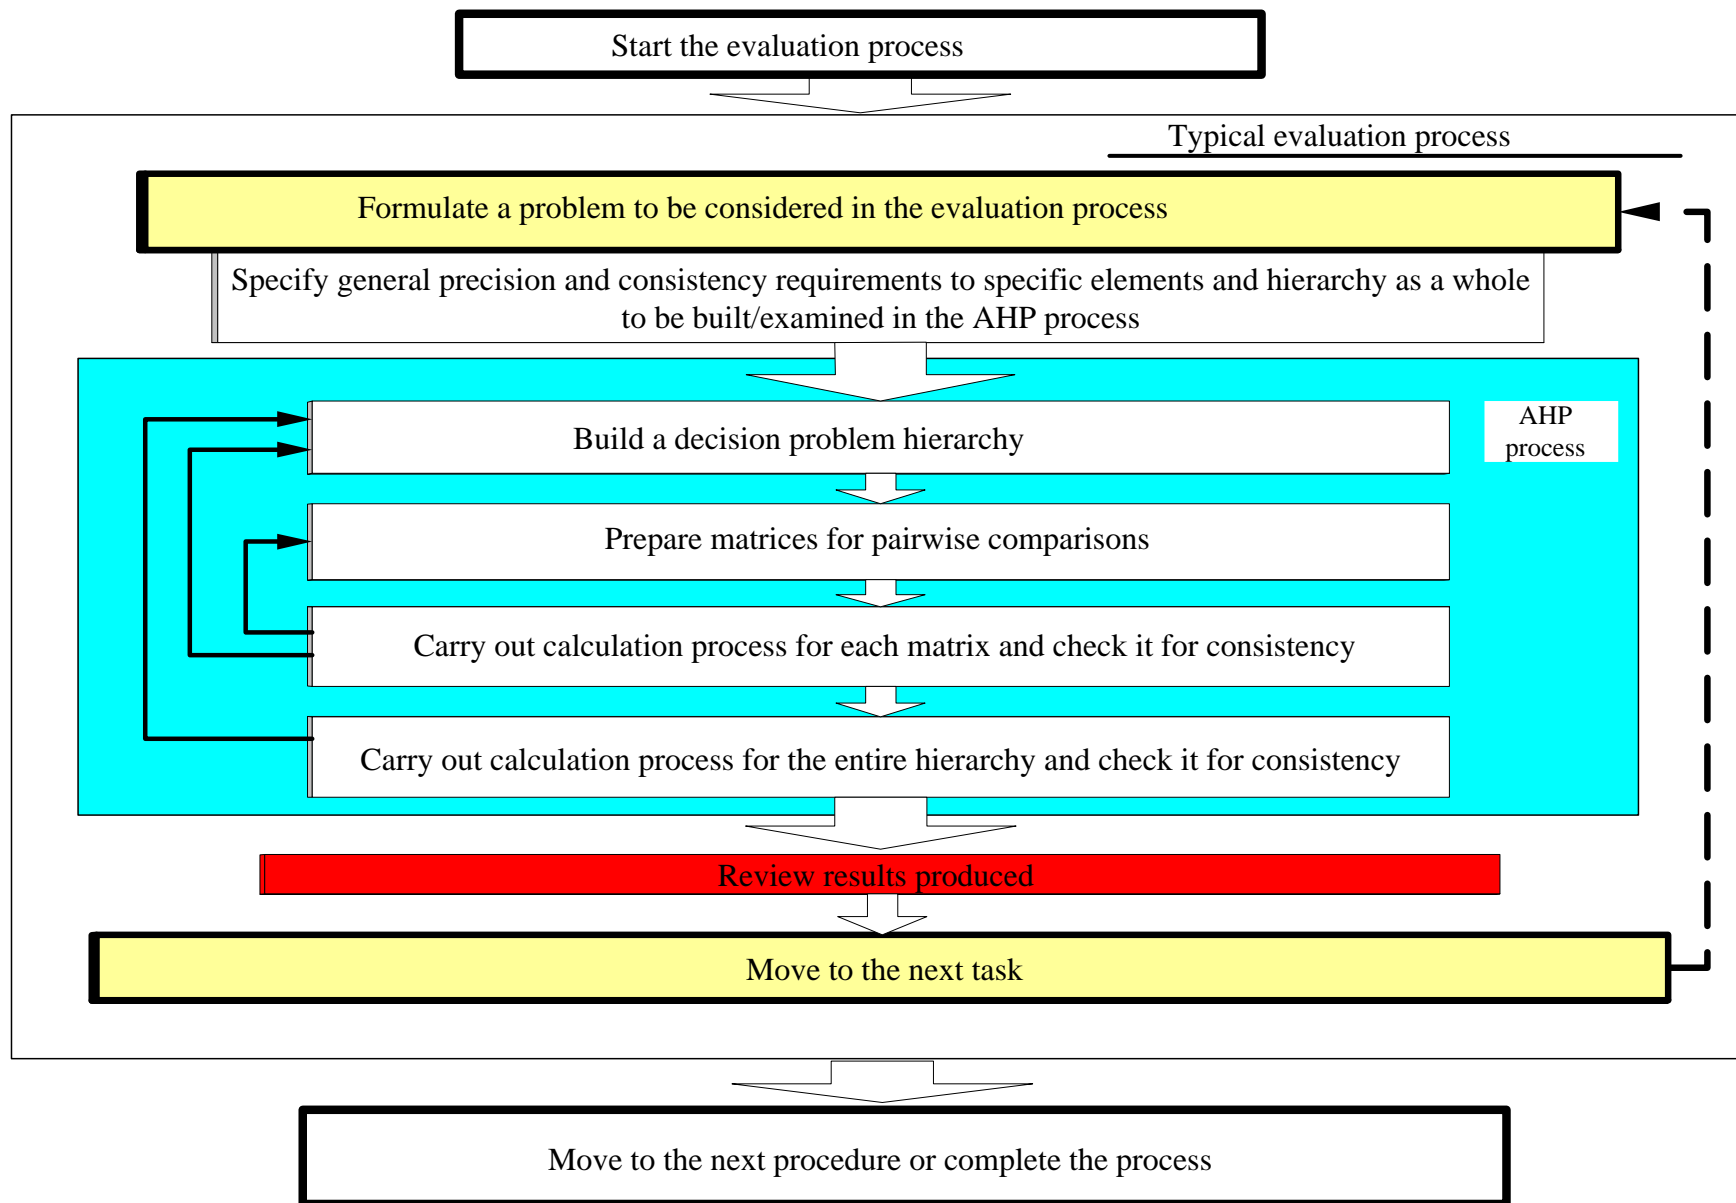 Start the evaluation process
Typical evaluation process
Formulate a problem to be considered in the evaluation process
Specify general precision and consistency requirements to specific elements and hierarchy as a whole
to be built/examined in the AHP process
AHP
process
Build a decision problem hierarchy
Prepare matrices for pairwise comparisons
Carry out calculation process for each matrix and check it for consistency
Carry out calculation process for the entire hierarchy and check it for consistency
Review results produced
Move to the next task
Move to the next procedure or complete the process